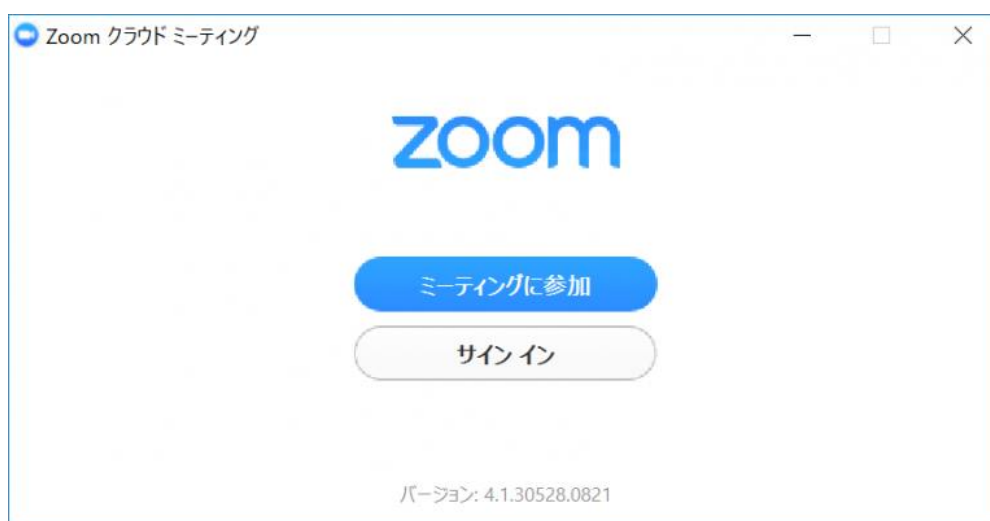 Zoom クラウド ミーティング
zoom
ミーティングに参加
サイン イン
バージョン: 4.1.30528.0821